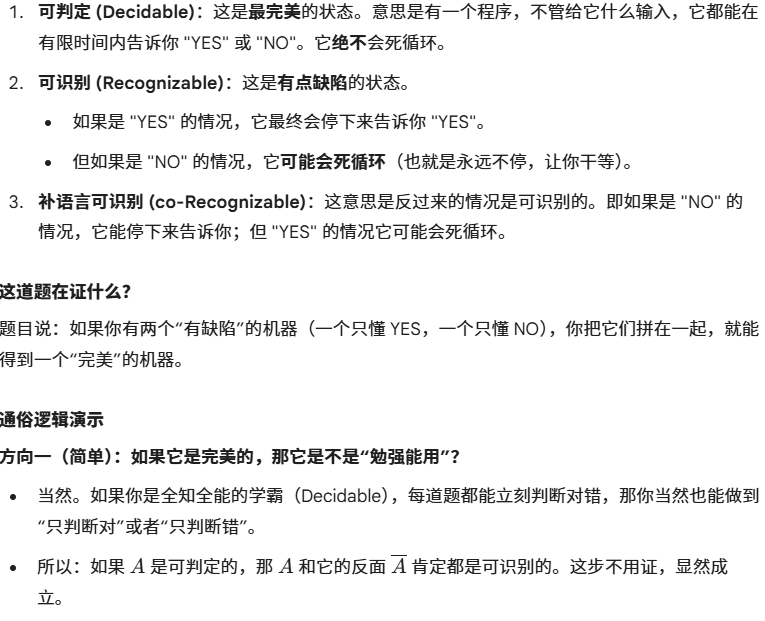 1. 可判定 (Decidable)：这是最完美的状态。意思是有一个程序，不管给它什么输入，它都能在
有限时间内告诉你 "YES" 或 "NO"。它绝不会死循环。
2. 可识别 (Recognizable)：这是有点缺陷的状态。
• 如果是 "YES" 的情况，它最终会停下来告诉你 "YES"。
• 但如果是 "NO" 的情况，它可能会死循环（也就是永远不停，让你干等）。
3. 补语言可识别 (co-Recognizable)：这意思是反过来的情况是可识别的。即如果是 "NO" 的
情况，它能停下来告诉你；但 "YES" 的情况它可能会死循环。
这道题在证什么？
题目说：如果你有两个“有缺陷”的机器（一个只懂 YES，一个只懂 NO），你把它们拼在一起，就能
得到一个“完美”的机器。
通俗逻辑演示
方向一（简单）：如果它是完美的，那它是不是“勉强能用”？
• 当然。如果你是全知全能的学霸（Decidable），每道题都能立刻判断对错，那你当然也能做到
“只判断对”或者“只判断错”。
• 所以：如果 A 是可判定的，那 A 和它的反面 A̅ 肯定都是可识别的。这步不用证，显然成
立。